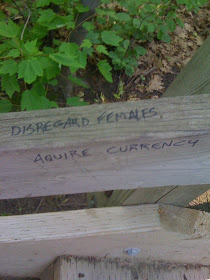 DISREGARD FEMALES,
AQUIRE CURRENCY